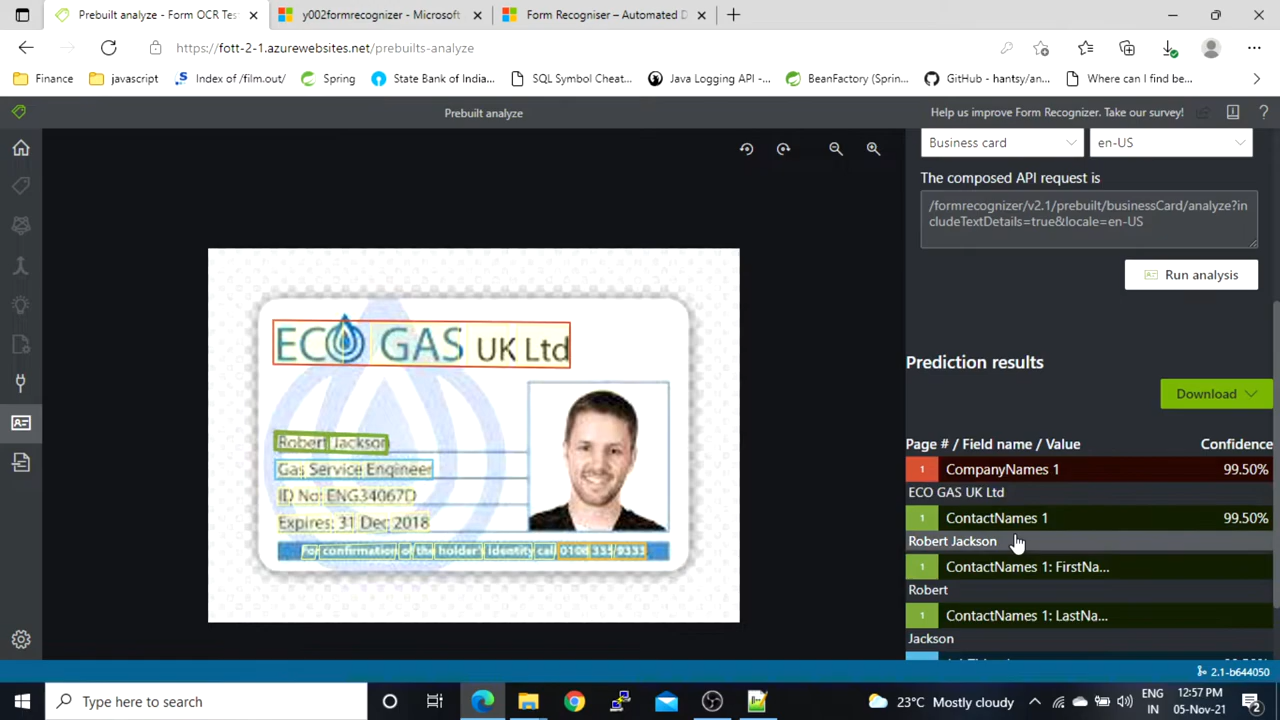 Prebuilt analyze - Form OCR Tes
y002formrecognizer - Microsoft
Form Recogniser – Automated D
https://fott-2-1.azurewebsites.net/prebuilts-analyze
Finance
javascript
Index of /film.out/
Spring
State Bank of India...
SQL Symbol Cheat...
Java Logging API -...
BeanFactory (Sprin...
GitHub - hantsy/an...
Where can I find be...
Prebuilt analyze
Help us improve Form Recognizer. Take our survey!
Business card
en-US
The composed API request is
/formrecognizer/v2.1/prebuilt/businessCard/analyze?in
cludeTextDetails=true&locale=en-US
Run analysis
ECO GAS UK Ltd
Robert Jackson
Gas Service Engineer
ID No: ENG34067D
Expires: 31 Dec 2018
For confirmation of the holder's identity call 0106 335 9333
Prediction results
Download
Page # / Field name / Value
Confidence
1 CompanyNames 1 99.50%
ECO GAS UK Ltd
1 ContactNames 1 99.50%
Robert Jackson
1 ContactNames 1: FirstNa...
Robert
1 ContactNames 1: LastNa...
Jackson
2.1-b644050
Type here to search
23°C Mostly cloudy
ENG
IN
12:57 PM
05-Nov-21
2